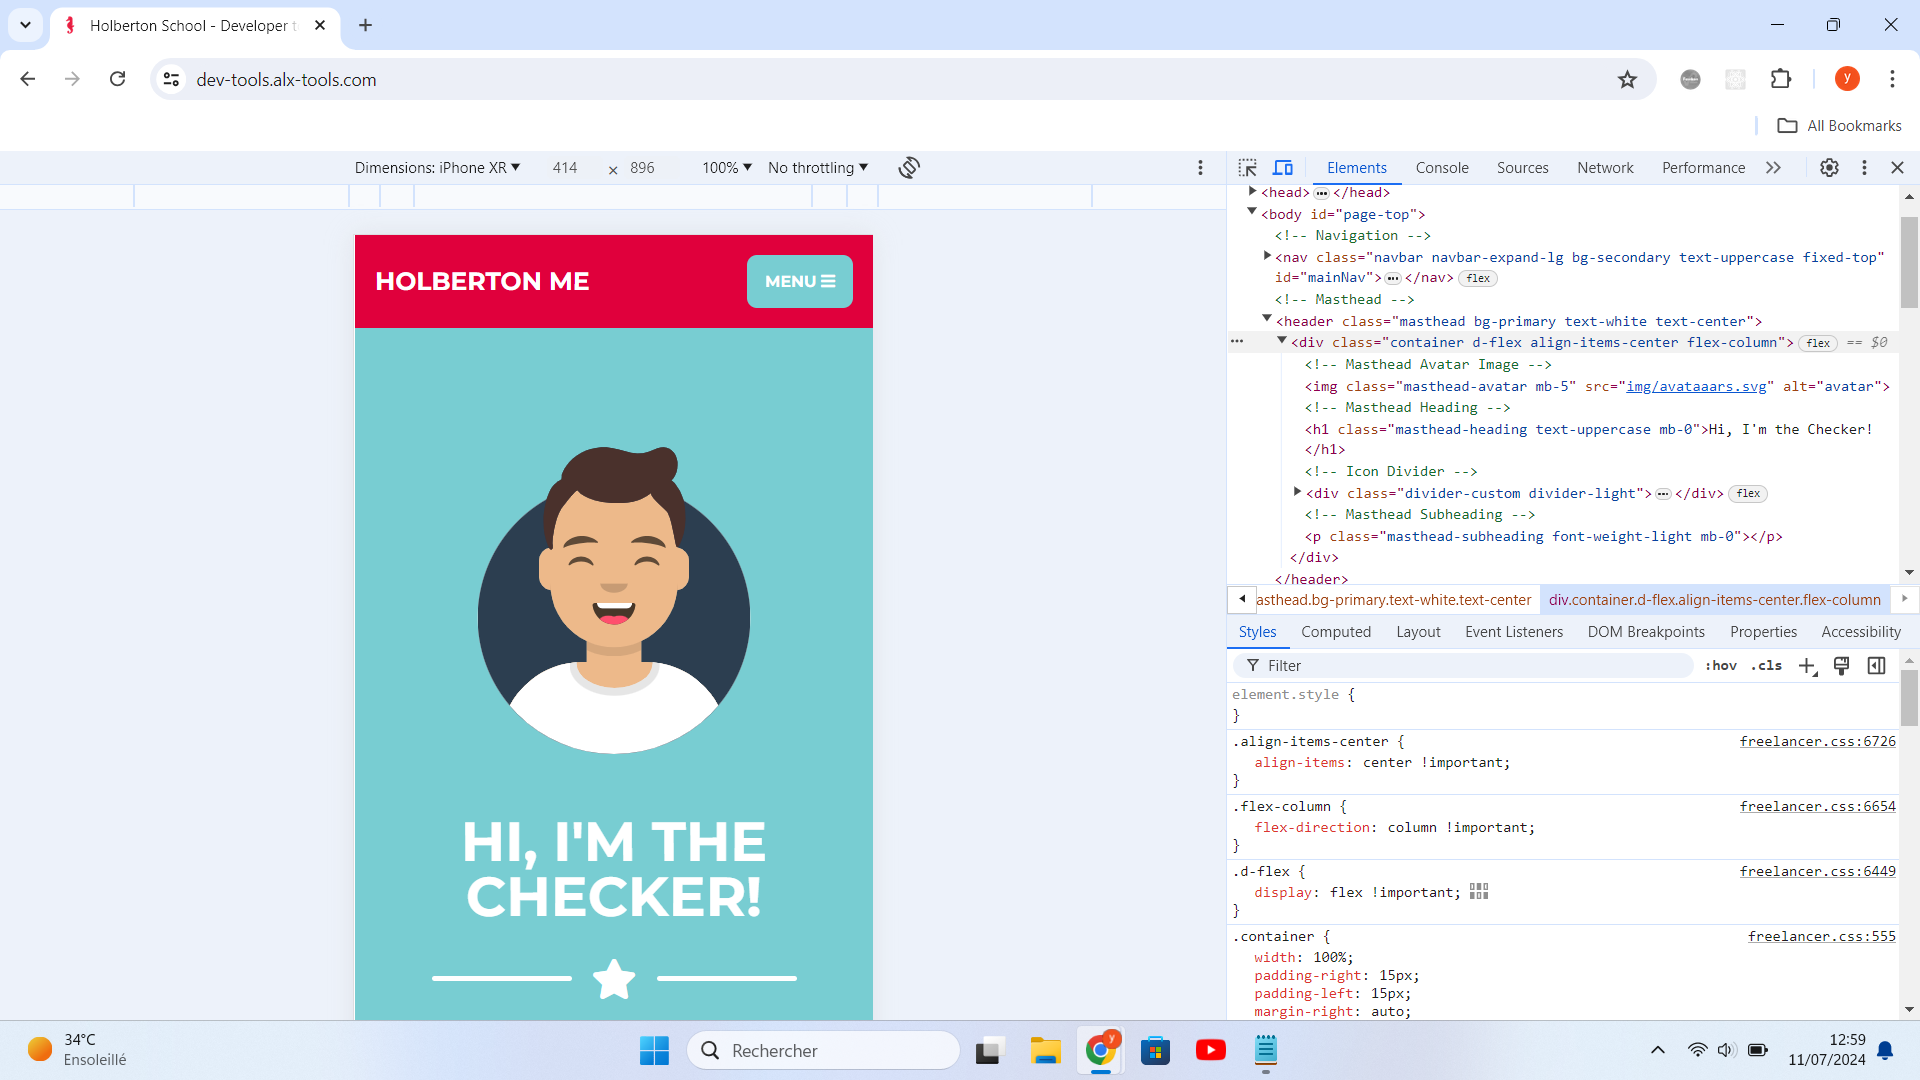 Holberton School - Developer t
dev-tools.alx-tools.com
y
All Bookmarks
Dimensions: iPhone XR 414 × 896 100% No throttling
Elements Console Sources Network Performance
HOLBERTON ME
MENU
HI, I'M THE
CHECKER!
<head> ••• </head>
<body id="page-top">
<!-- Navigation -->
<nav class="navbar navbar-expand-lg bg-secondary text-uppercase fixed-top"
id="mainNav"> ••• </nav> flex
<!-- Masthead -->
<header class="masthead bg-primary text-white text-center">
••• <div class="container d-flex align-items-center flex-column"> flex == $0
<!-- Masthead Avatar Image -->
<img class="masthead-avatar mb-5" src="img/avataaars.svg" alt="avatar">
<!-- Masthead Heading -->
<h1 class="masthead-heading text-uppercase mb-0">Hi, I'm the Checker!
</h1>
<!-- Icon Divider -->
<div class="divider-custom divider-light"> ••• </div> flex
<!-- Masthead Subheading -->
<p class="masthead-subheading font-weight-light mb-0"></p>
</div>
</header>
asthead.bg-primary.text-white.text-center div.container.d-flex.align-items-center.flex-column
Styles Computed Layout Event Listeners DOM Breakpoints Properties Accessibility
Filter :hov .cls
element.style {
}
.align-items-center { freelancer.css:6726
align-items: center !important;
}
.flex-column { freelancer.css:6654
flex-direction: column !important;
}
.d-flex { freelancer.css:6449
display: flex !important;
}
.container { freelancer.css:555
width: 100%;
padding-right: 15px;
padding-left: 15px;
margin-right: auto;
34°C
Ensoleillé
Rechercher
y
12:59
11/07/2024